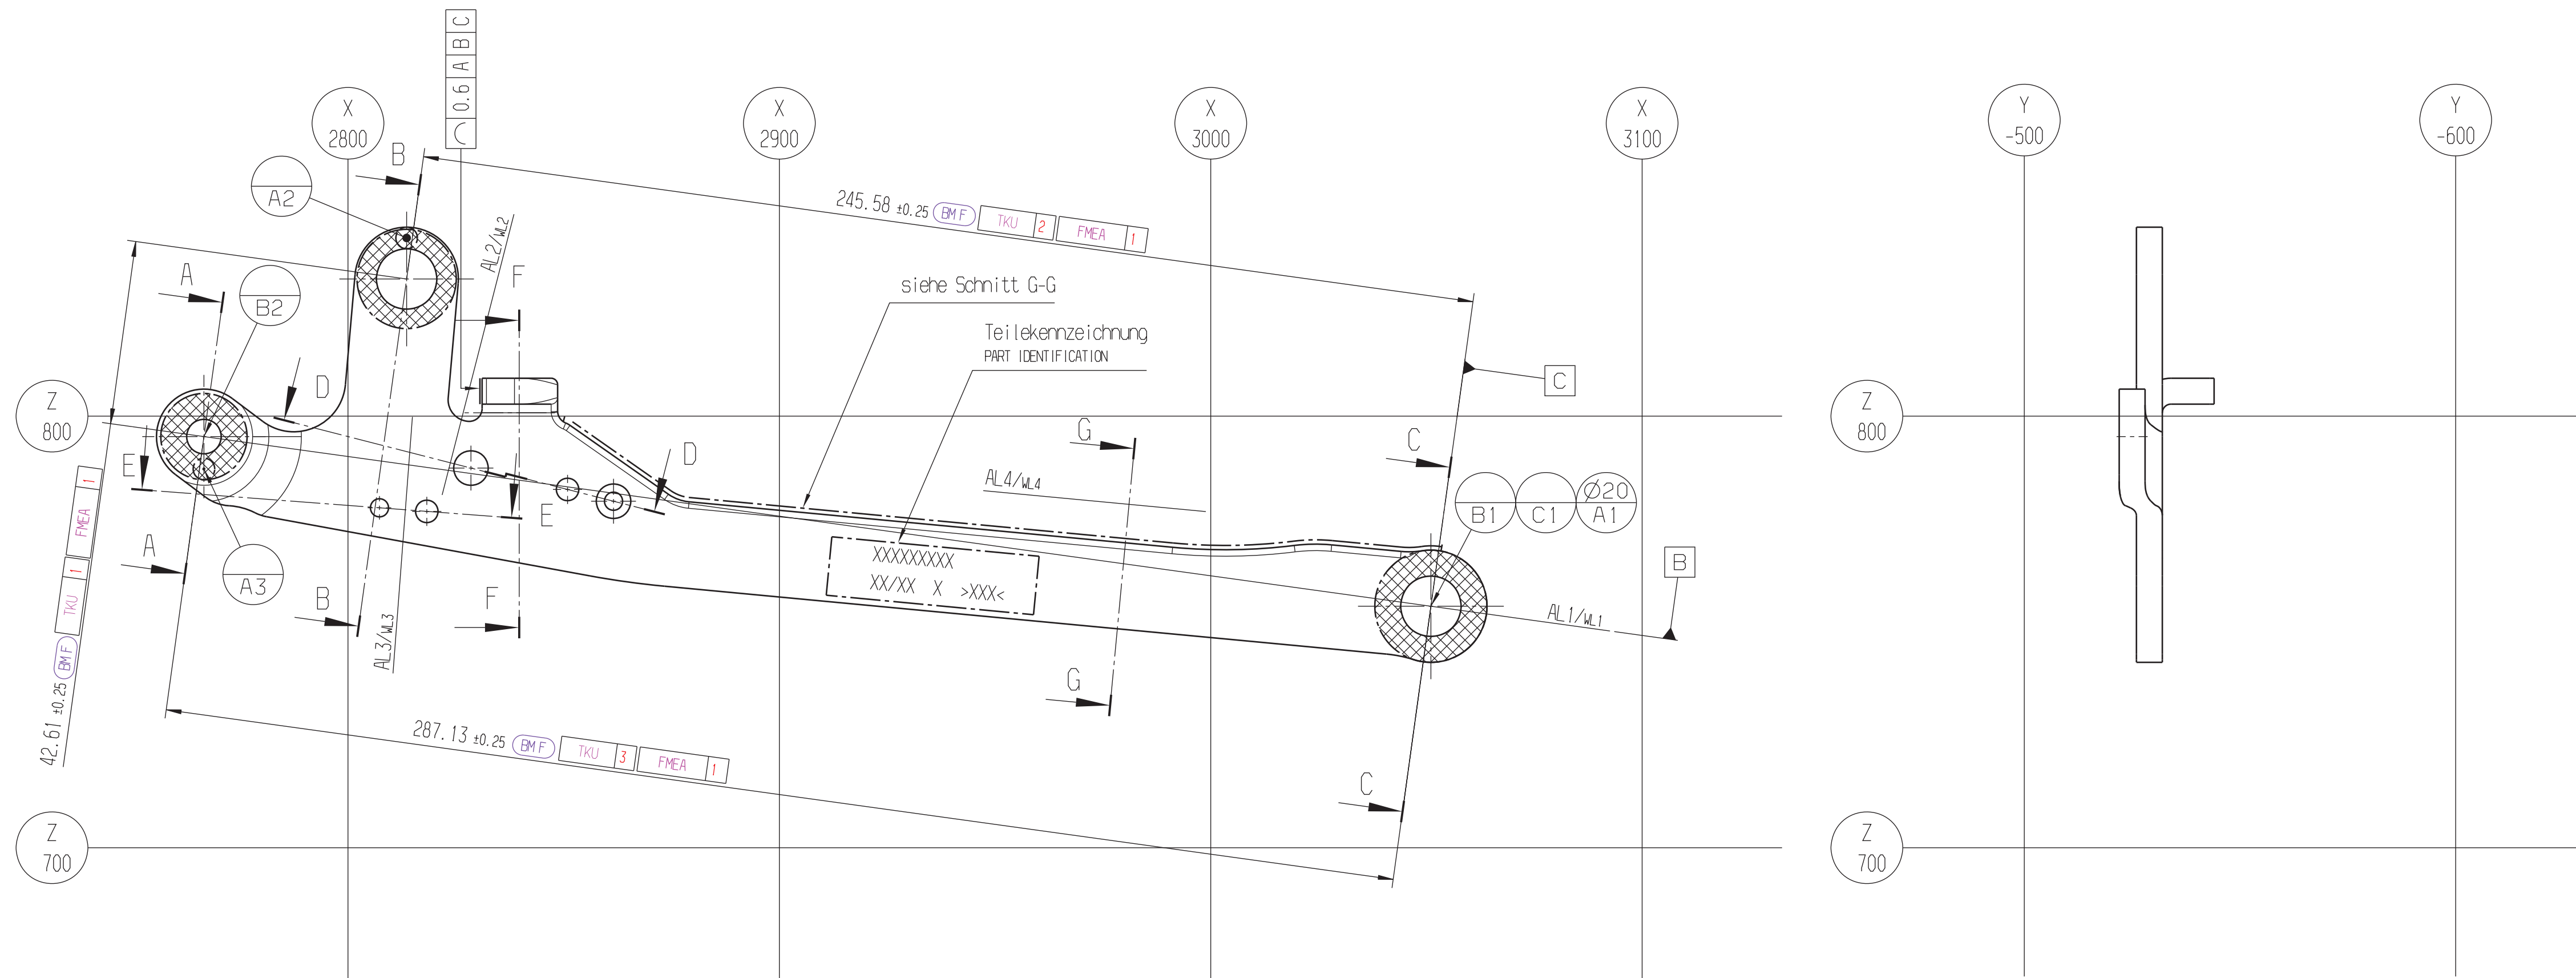 X
2800
X
2900
X
3000
X
3100
Y
-500
Y
-600
0.6 A B C
B
A2
245.58 ±0.25 BMF TKU 2 FMEA 1
AL2/WL2
A
B2
F
siehe Schnitt G-G
Teilekennzeichnung
PART IDENTIFICATION
C
D
Z
800
Z
800
G
C
D
E
AL4/WL4
B1
C1
Ø20
A1
E
A
A3
XXXXXXXXX
XX/XX X >XXX<
B
B
F
AL3/WL3
AL1/WL1
42.61 ±0.25 BMF TKU 1 FMEA 1
G
287.13 ±0.25 BMF TKU 3 FMEA 1
C
Z
700
Z
700